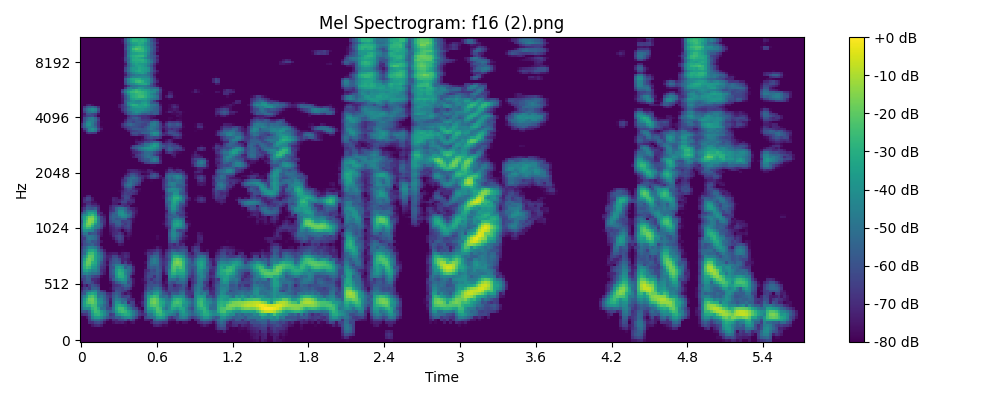 Mel Spectrogram: f16 (2).png
+0 dB
8192
-10 dB
4096
-20 dB
-30 dB
2048
Hz
-40 dB
1024
-50 dB
-60 dB
512
-70 dB
0
-80 dB
0 0.6 1.2 1.8 2.4 3 3.6 4.2 4.8 5.4
Time